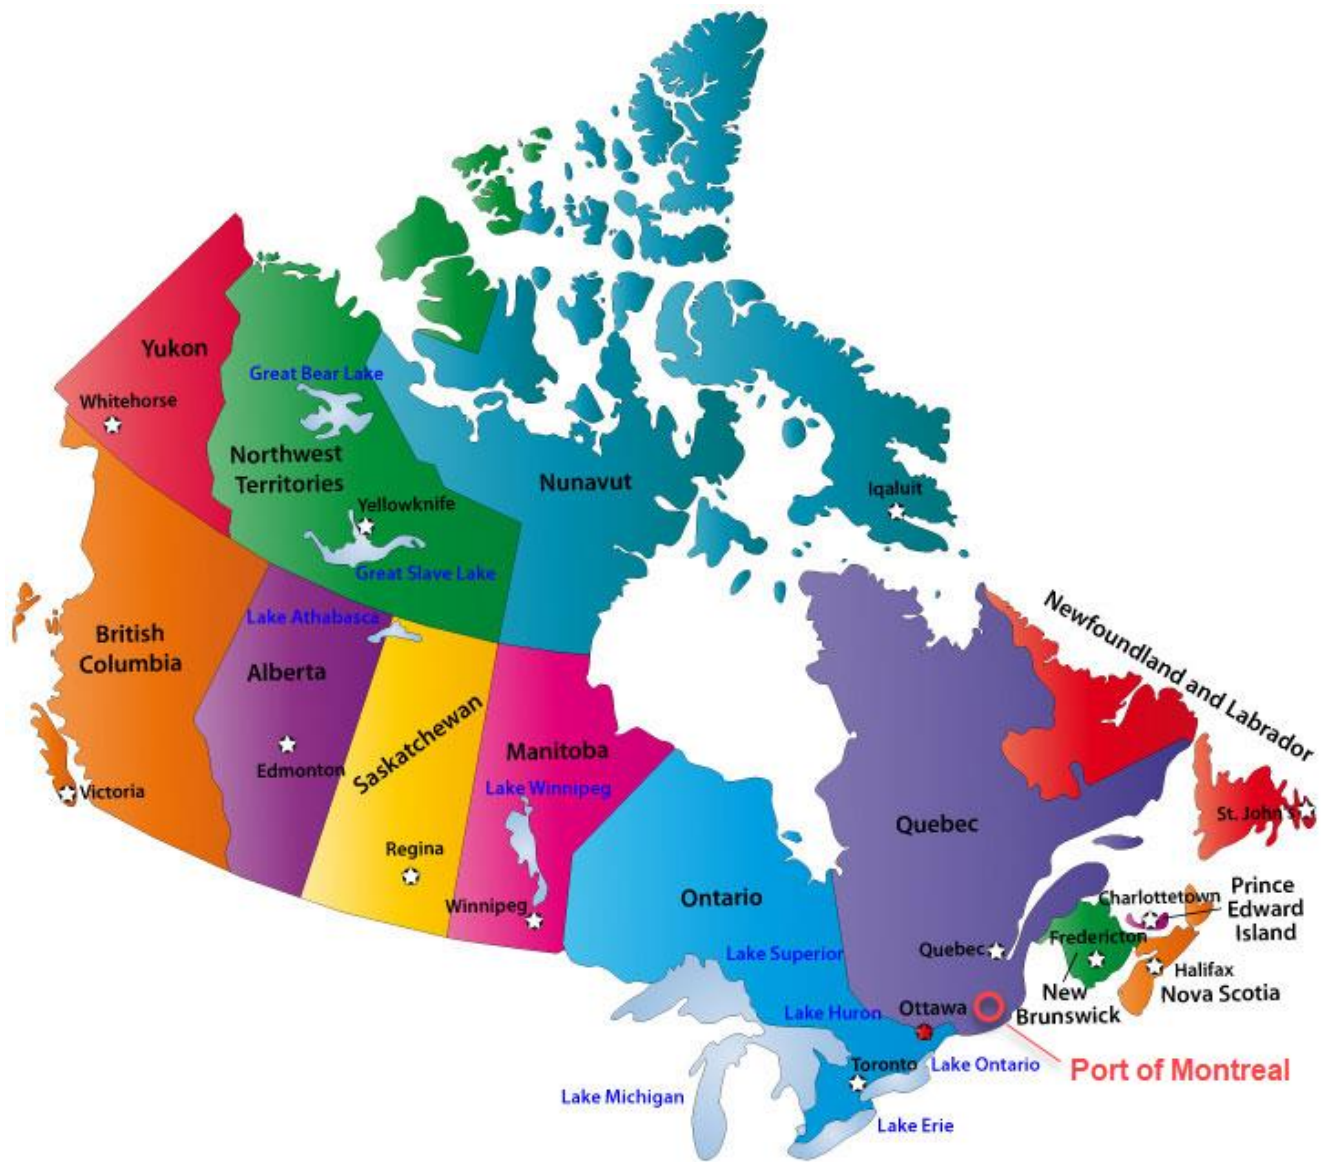 Yukon
Whitehorse
Great Bear Lake
Northwest
Territories
Yellowknife
Great Slave Lake
Nunavut
Iqaluit
British
Columbia
Victoria
Lake Athabasca
Alberta
Edmonton
Saskatchewan
Regina
Manitoba
Lake Winnipeg
Winnipeg
Ontario
Lake Superior
Lake Huron
Ottawa
Toronto
Lake Ontario
Lake Michigan
Lake Erie
Quebec
Quebec
Port of Montreal
Newfoundland and Labrador
St. John's
Charlottetown
Prince
Edward
Island
Fredericton
New
Brunswick
Halifax
Nova Scotia